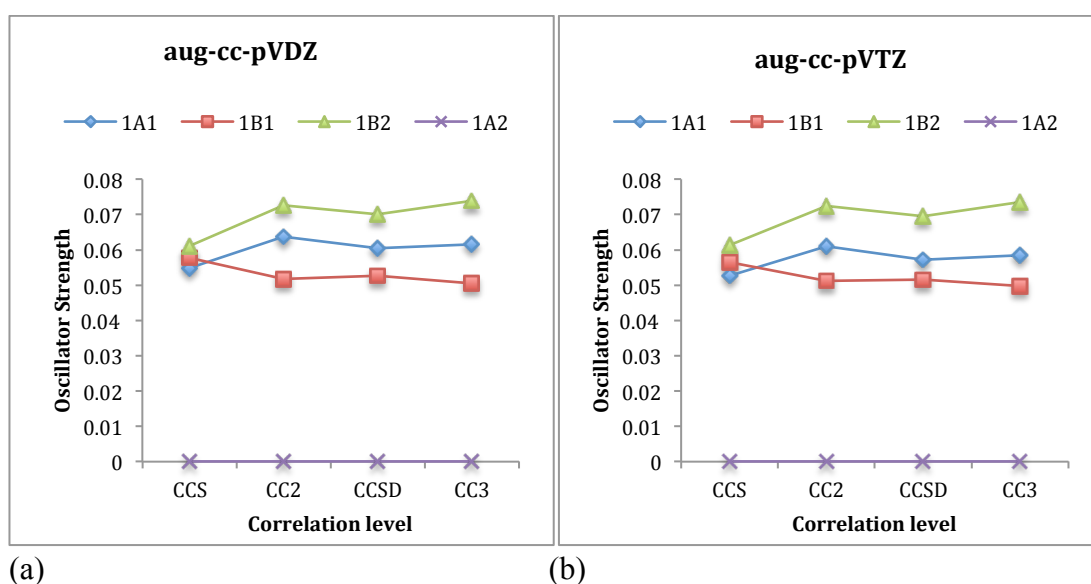 aug-cc-pVDZ
1A1 1B1 1B2 1A2
0.08
0.07
0.06
0.05
0.04
0.03
0.02
0.01
0
Oscillator Strength
CCS CC2 CCSD CC3
Correlation level
(a)
aug-cc-pVTZ
1A1 1B1 1B2 1A2
0.08
0.07
0.06
0.05
0.04
0.03
0.02
0.01
0
Oscillator Strength
CCS CC2 CCSD CC3
Correlation level
(b)